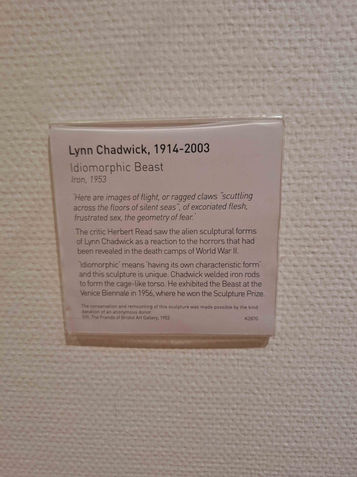 Lynn Chadwick, 1914-2003
Idiomorphic Beast
Iron, 1953
'Here are images of flight, or ragged claws "scuttling
across the floors of silent seas", of excoriated flesh,
frustrated sex, the geometry of fear.'
The critic Herbert Read saw the alien sculptural forms
of Lynn Chadwick as a reaction to the horrors that had
been revealed in the death camps of World War II.
'Idiomorphic' means 'having its own characteristic form'
and this sculpture is unique. Chadwick welded iron rods
to form the cage-like torso. He exhibited the Beast at the
Venice Biennale in 1956, where he won the Sculpture Prize.
The conservation and remounting of this sculpture was made possible by the kind
donation of an anonymous donor.
Gift, The Friends of Bristol Art Gallery,